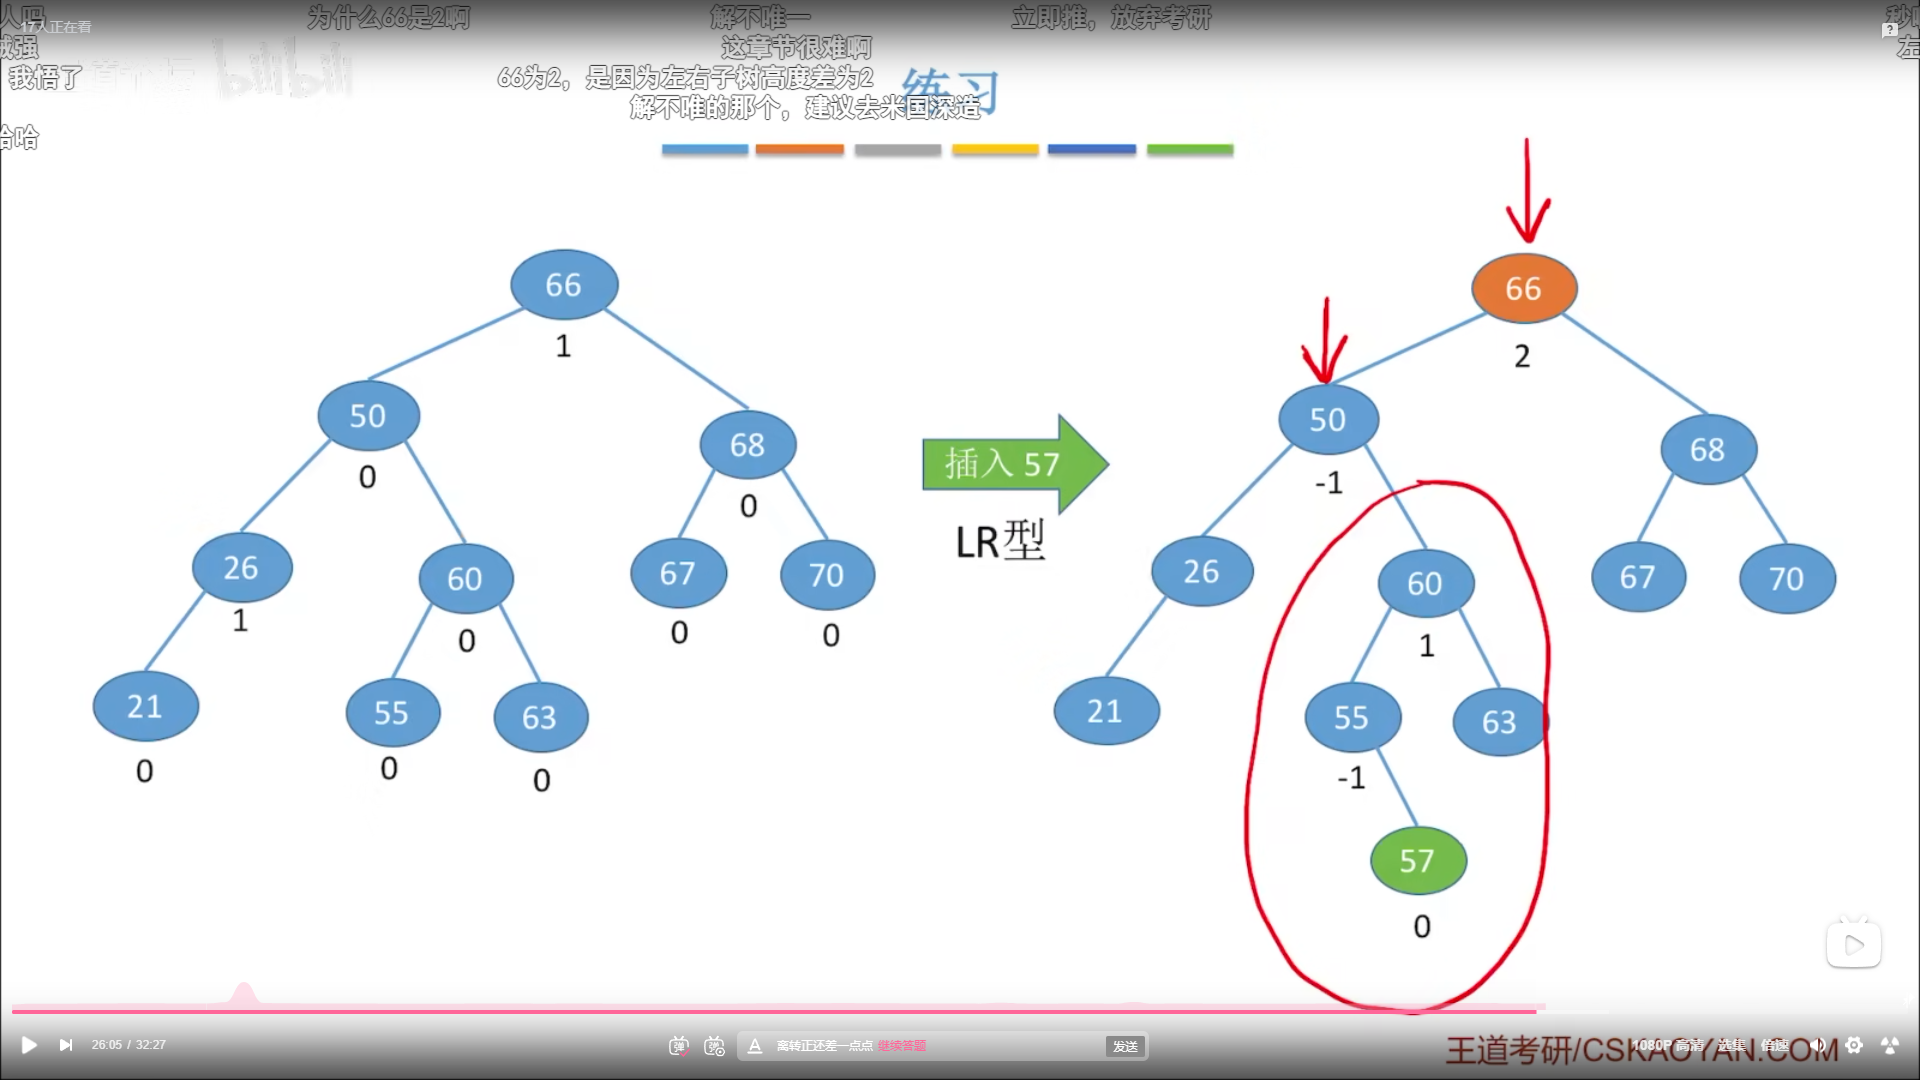 人吗
17人正在看
为什么66是2啊
解不唯一
立即推，放弃考研
秒
贼强
这章节很难啊
左
我悟了
bilibili
66为2，是因为左右子树高度差为2
练习
解不唯的那个，建议去米国深造
哈哈
66
1
50
0
68
0
26
1
60
0
67
0
70
0
21
0
55
0
63
0
插入 57
LR型
66
2
50
-1
68
26
60
1
67
70
21
55
-1
63
57
0
26:05 / 32:27
弹
弹
A
离转正还差一点点 继续答题
发送
王道考研/CSKAOYAN.COM
1080P 高清
选集
倍速